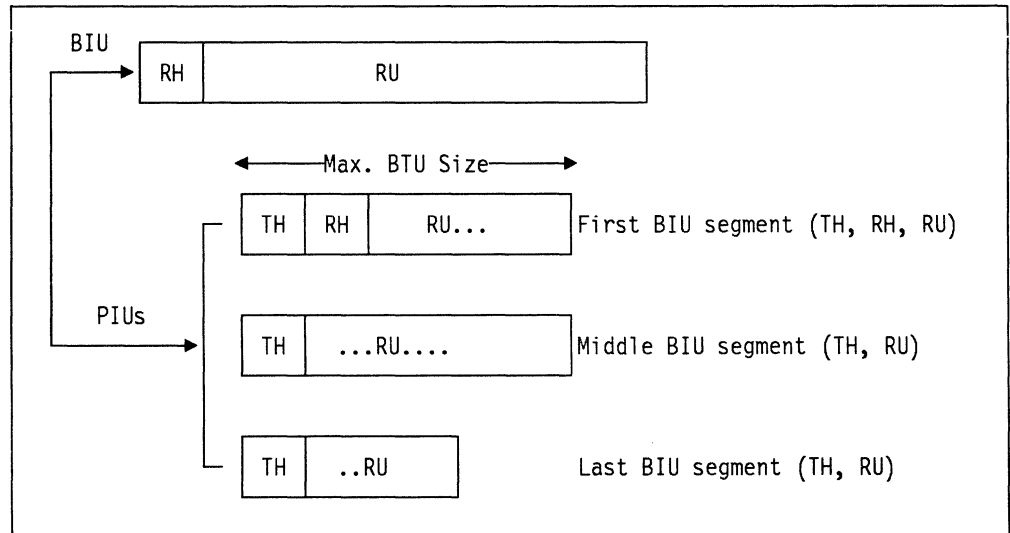 BIU
RH RU
Max. BTU Size
TH RH RU... First BIU segment (TH, RH, RU)
PIUs
TH ...RU.... Middle BIU segment (TH, RU)
TH ..RU Last BIU segment (TH, RU)